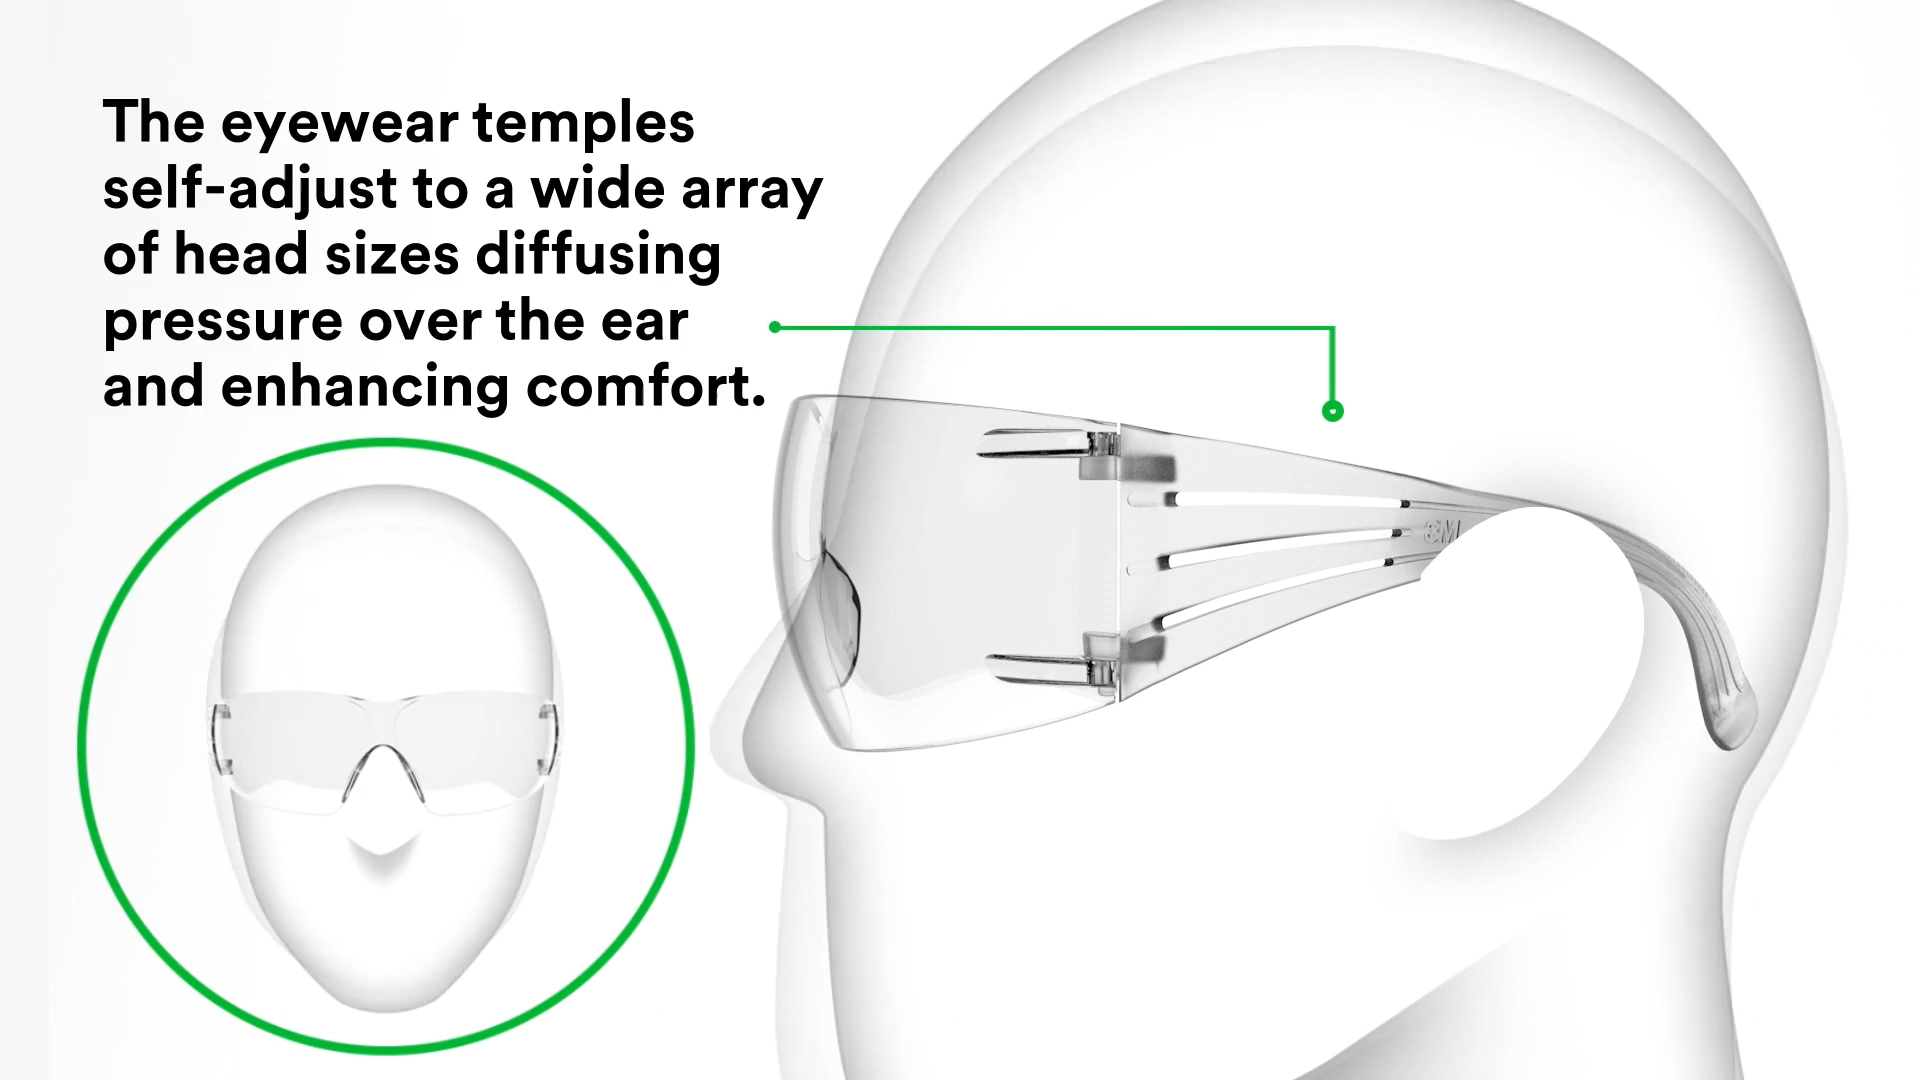 The eyewear temples
self-adjust to a wide array
of head sizes diffusing
pressure over the ear
and enhancing comfort.
3M